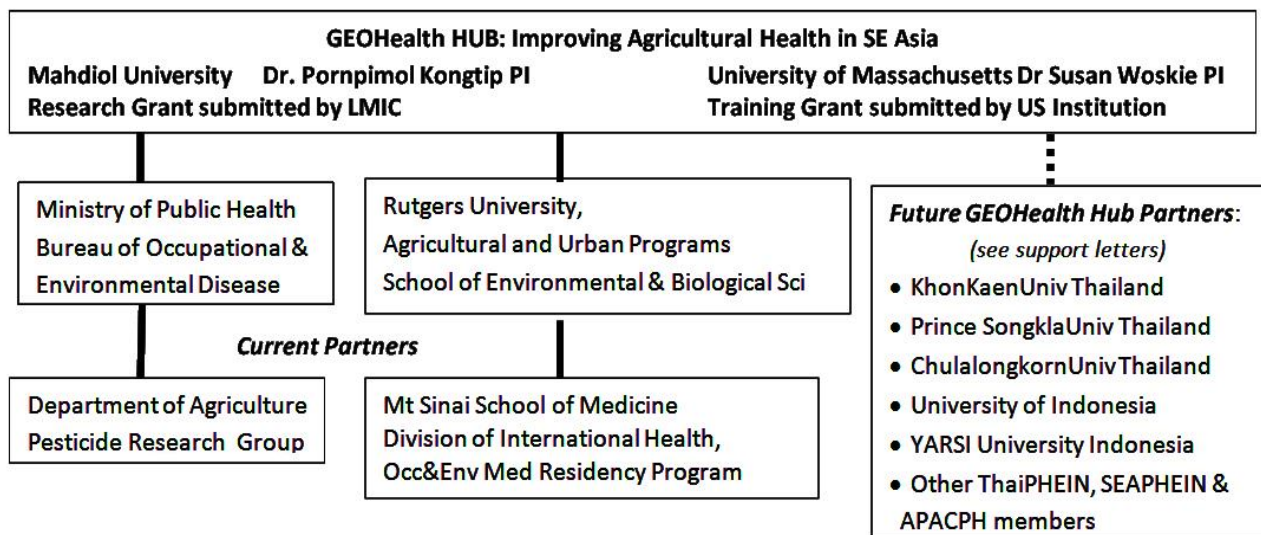 GEOHealth HUB: Improving Agricultural Health in SE Asia
Mahdiol University Dr. Pornpimol Kongtip PI
Research Grant submitted by LMIC
University of Massachusetts Dr Susan Woskie PI
Training Grant submitted by US Institution
Ministry of Public Health
Bureau of Occupational &
Environmental Disease
Rutgers University,
Agricultural and Urban Programs
School of Environmental & Biological Sci
Current Partners
Department of Agriculture
Pesticide Research Group
Mt Sinai School of Medicine
Division of International Health,
Occ&Env Med Residency Program
Future GEOHealth Hub Partners:
(see support letters)
• KhonKaenUniv Thailand
• Prince SongklaUniv Thailand
• ChulalongkornUniv Thailand
• University of Indonesia
• YARSI University Indonesia
• Other ThaiPHEIN, SEAPHEIN &
APACPH members